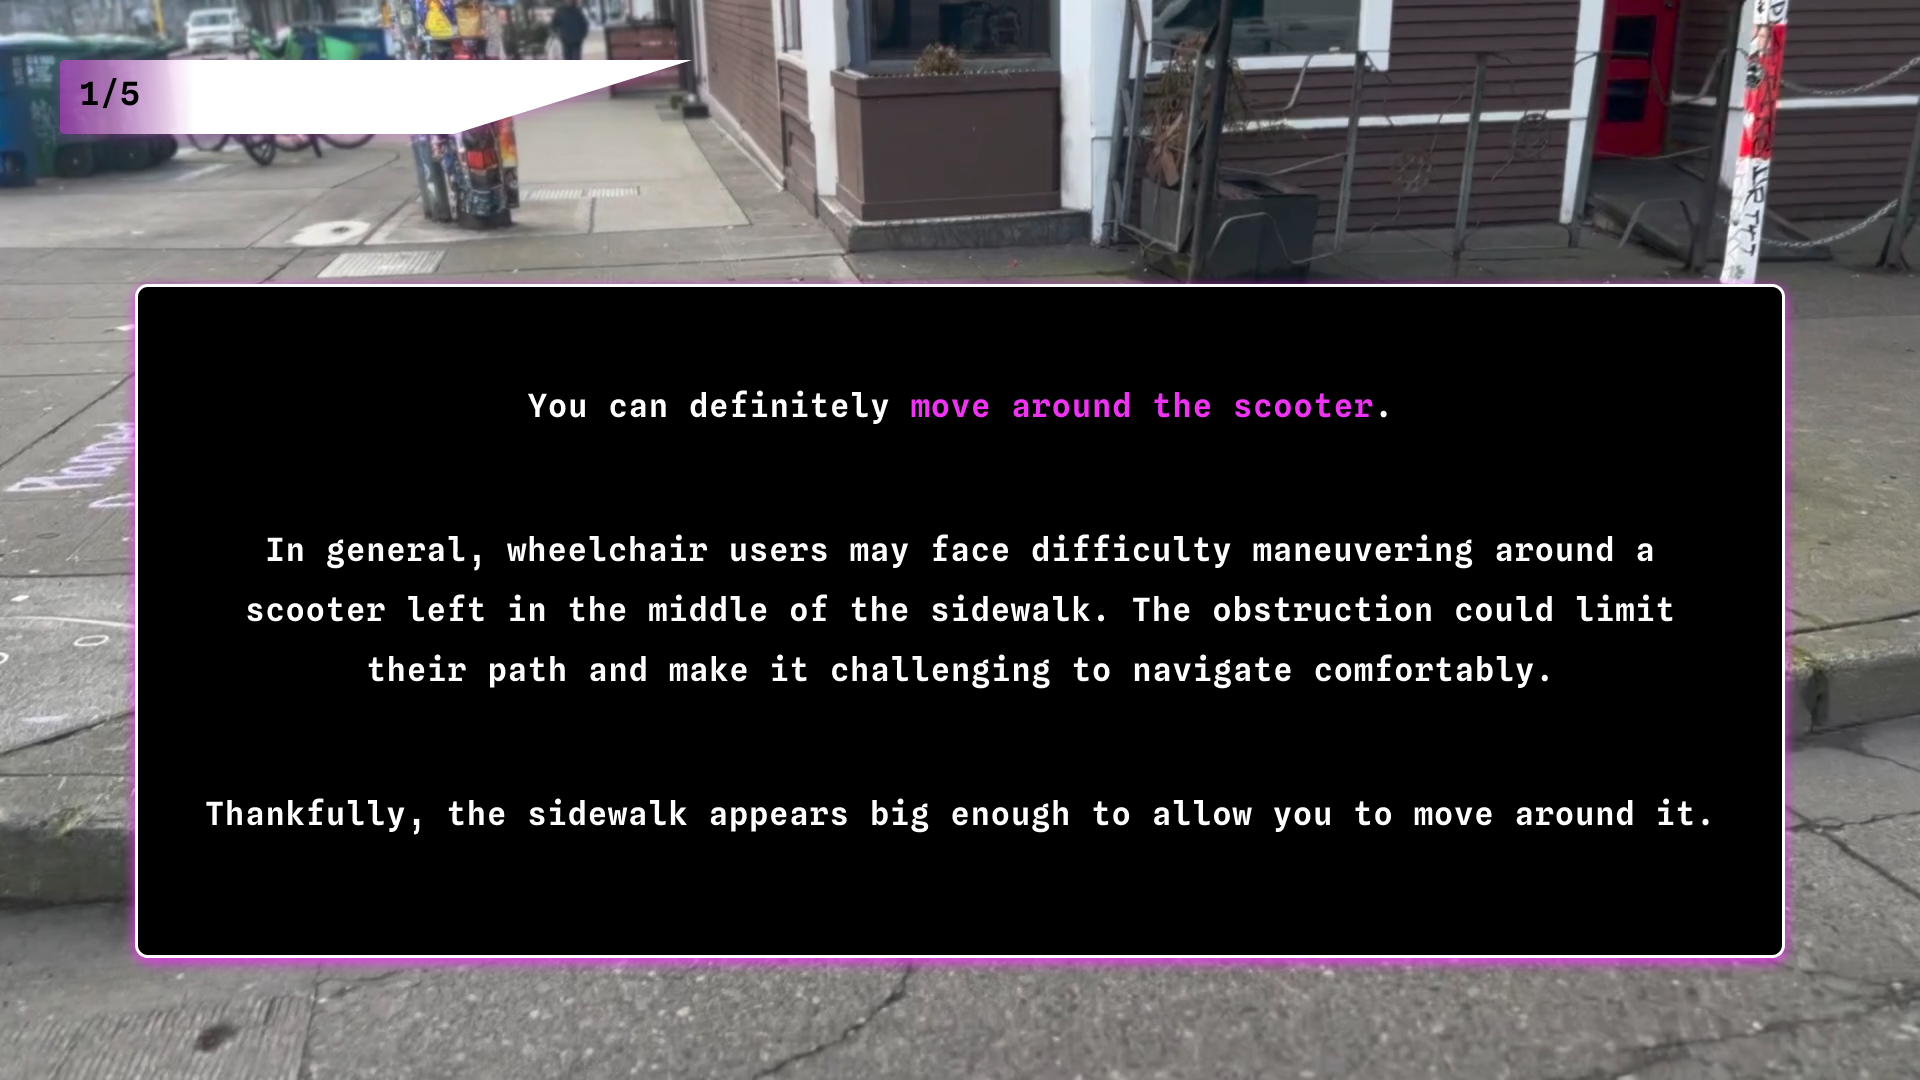 1/5
You can definitely move around the scooter.
In general, wheelchair users may face difficulty maneuvering around a
scooter left in the middle of the sidewalk. The obstruction could limit
their path and make it challenging to navigate comfortably.
Thankfully, the sidewalk appears big enough to allow you to move around it.